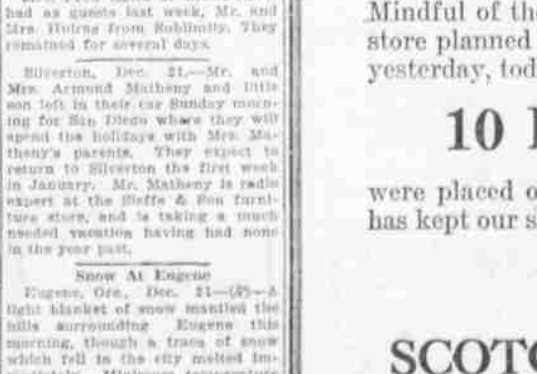 had as guests last week, Mr. and
Mrs. from Sublimity. They
remained for several days.
Silverton, Dec. 21.—Mr. and
Mrs. Armond Matheny and little
son left in their car Sunday morn-
ing for San Diego where they will
spend the holidays with Mrs. Ma-
theny's parents. They expect to
return to Silverton the first week
in January. Mr. Matheny is radio
expert at the & Son furni-
ture store, and is taking a much
needed vacation having had none
in the year past.
Snow At Eugene
Eugene, Ore., Dec. 21—(AP)—A
light blanket of snow mantled the
hills surrounding Eugene this
morning, though a trace of snow
which fell in the city melted im-
Minimum temperature
Mindful of the
store planned
yesterday, tod
10
were placed o
has kept our s
SCOTC